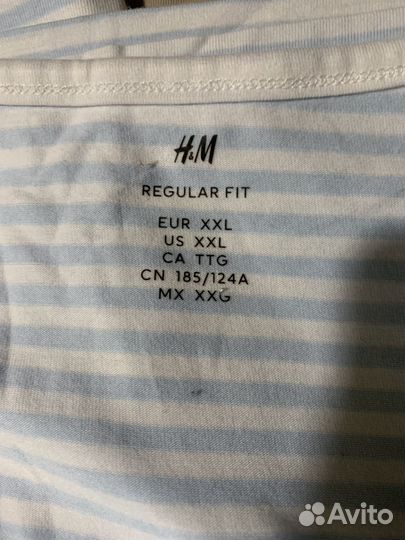 H&M
REGULAR FIT
EUR XXL
US XXL
CA TTG
CN 185/124A
MX XXG
Avito